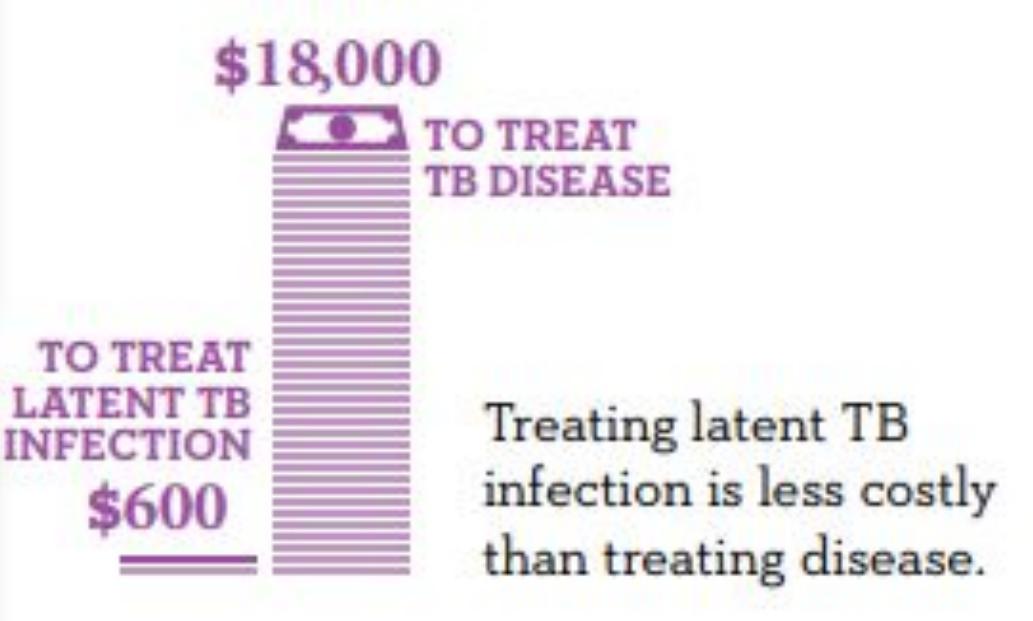 $18,000
TO TREAT
TB DISEASE
TO TREAT
LATENT TB
INFECTION
$600
Treating latent TB
infection is less costly
than treating disease.